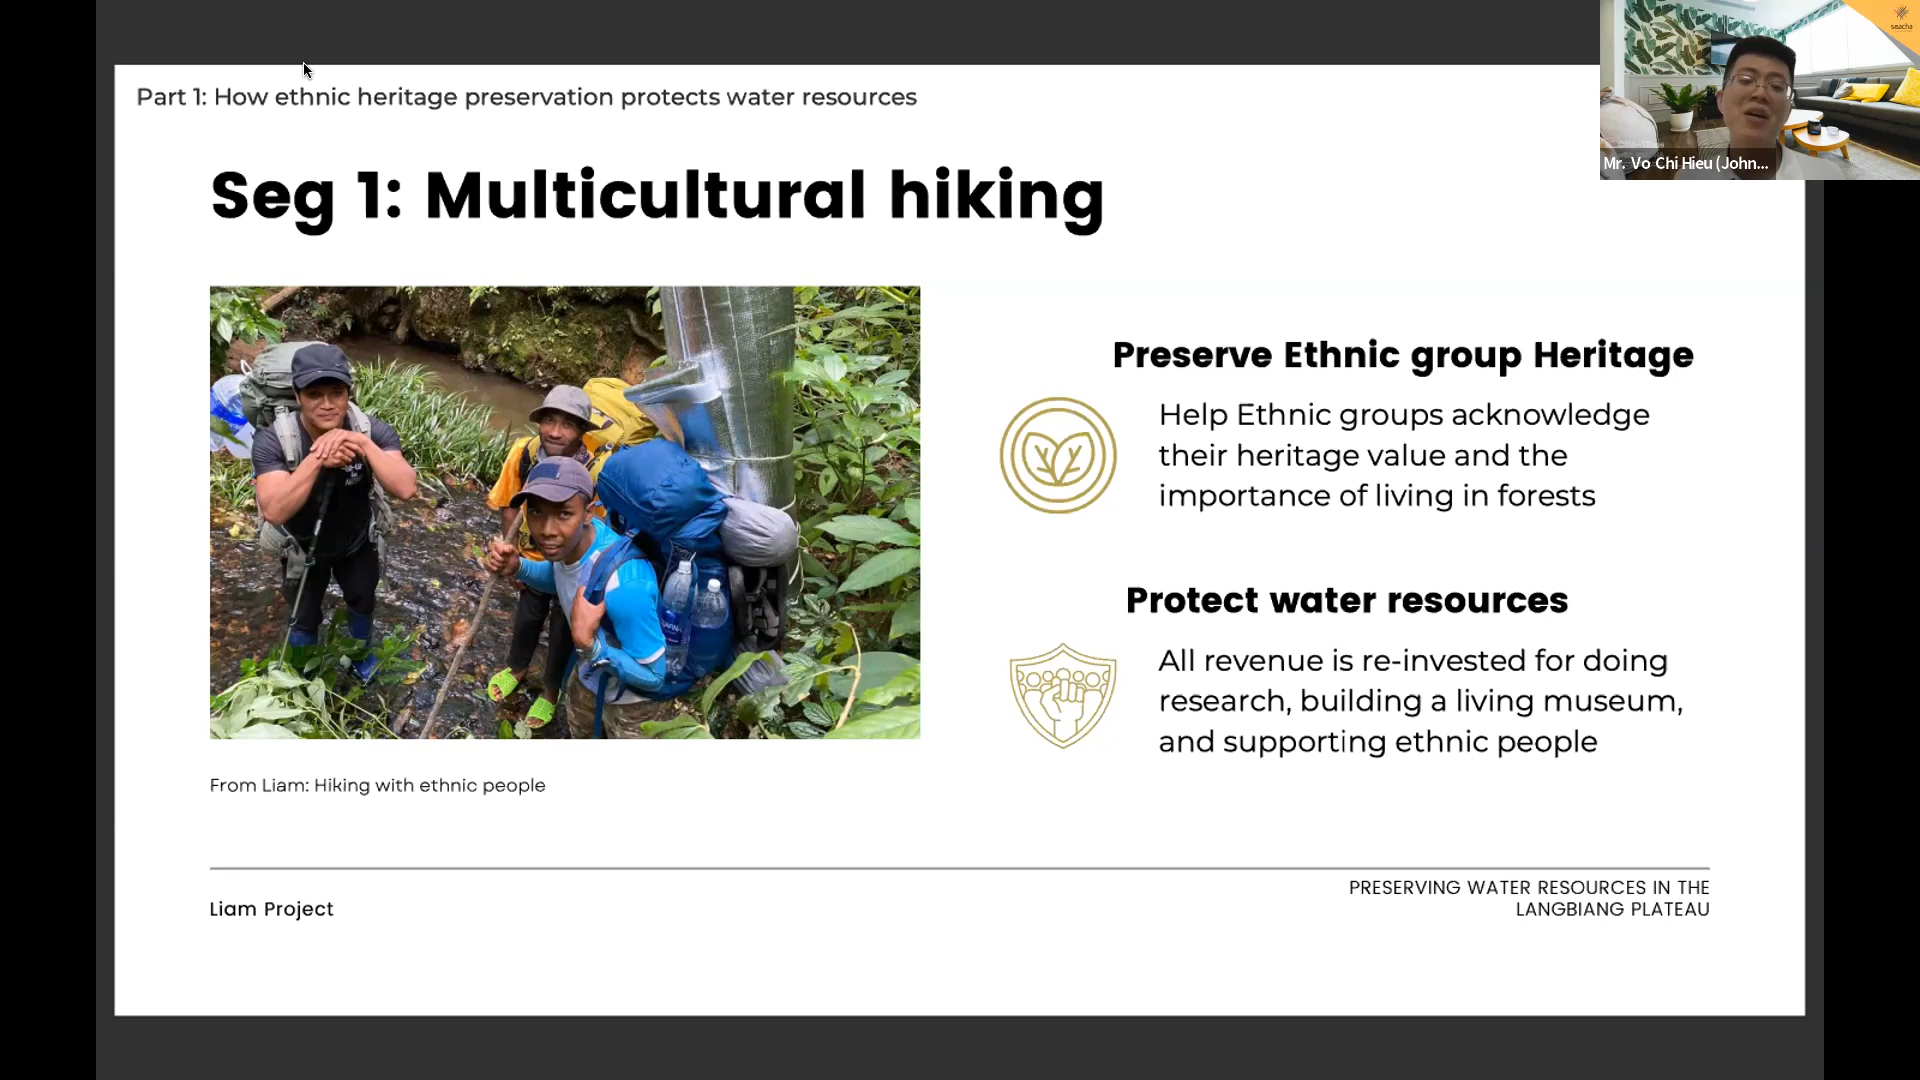 Part 1: How ethnic heritage preservation protects water resources
seacha
Mr. Vo Chi Hieu (John...
Seg 1: Multicultural hiking
Preserve Ethnic group Heritage
Help Ethnic groups acknowledge
their heritage value and the
importance of living in forests
Protect water resources
All revenue is re-invested for doing
research, building a living museum,
and supporting ethnic people
From Liam: Hiking with ethnic people
Liam Project
PRESERVING WATER RESOURCES IN THE
LANGBIANG PLATEAU